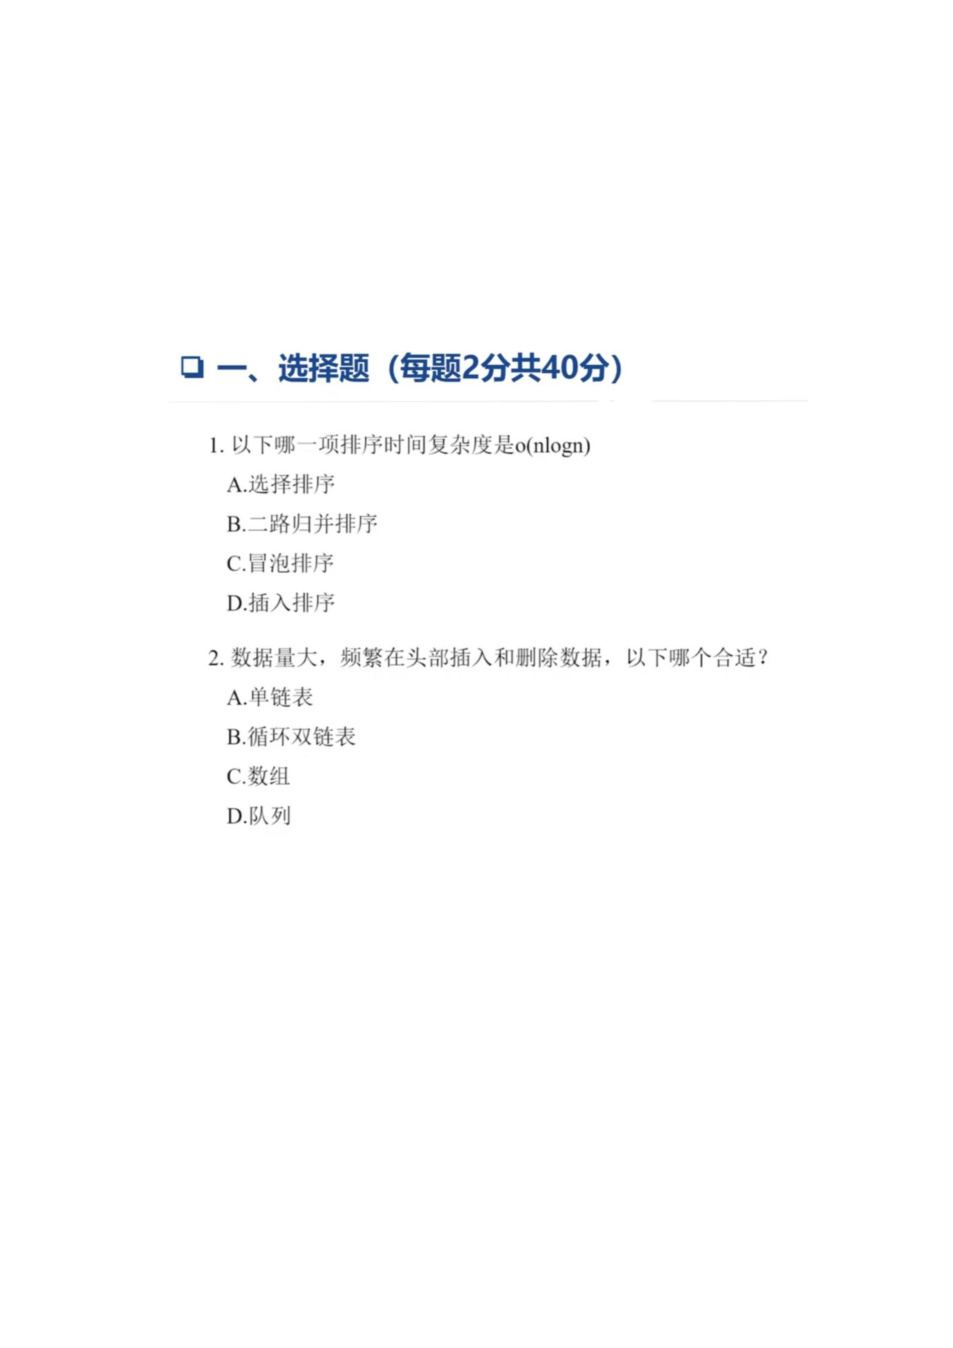 ❏ 一、选择题（每题2分共40分）
1. 以下哪一项排序时间复杂度是o(nlogn)
A.选择排序
B.二路归并排序
C.冒泡排序
D.插入排序
2. 数据量大，频繁在头部插入和删除数据，以下哪个合适？
A.单链表
B.循环双链表
C.数组
D.队列